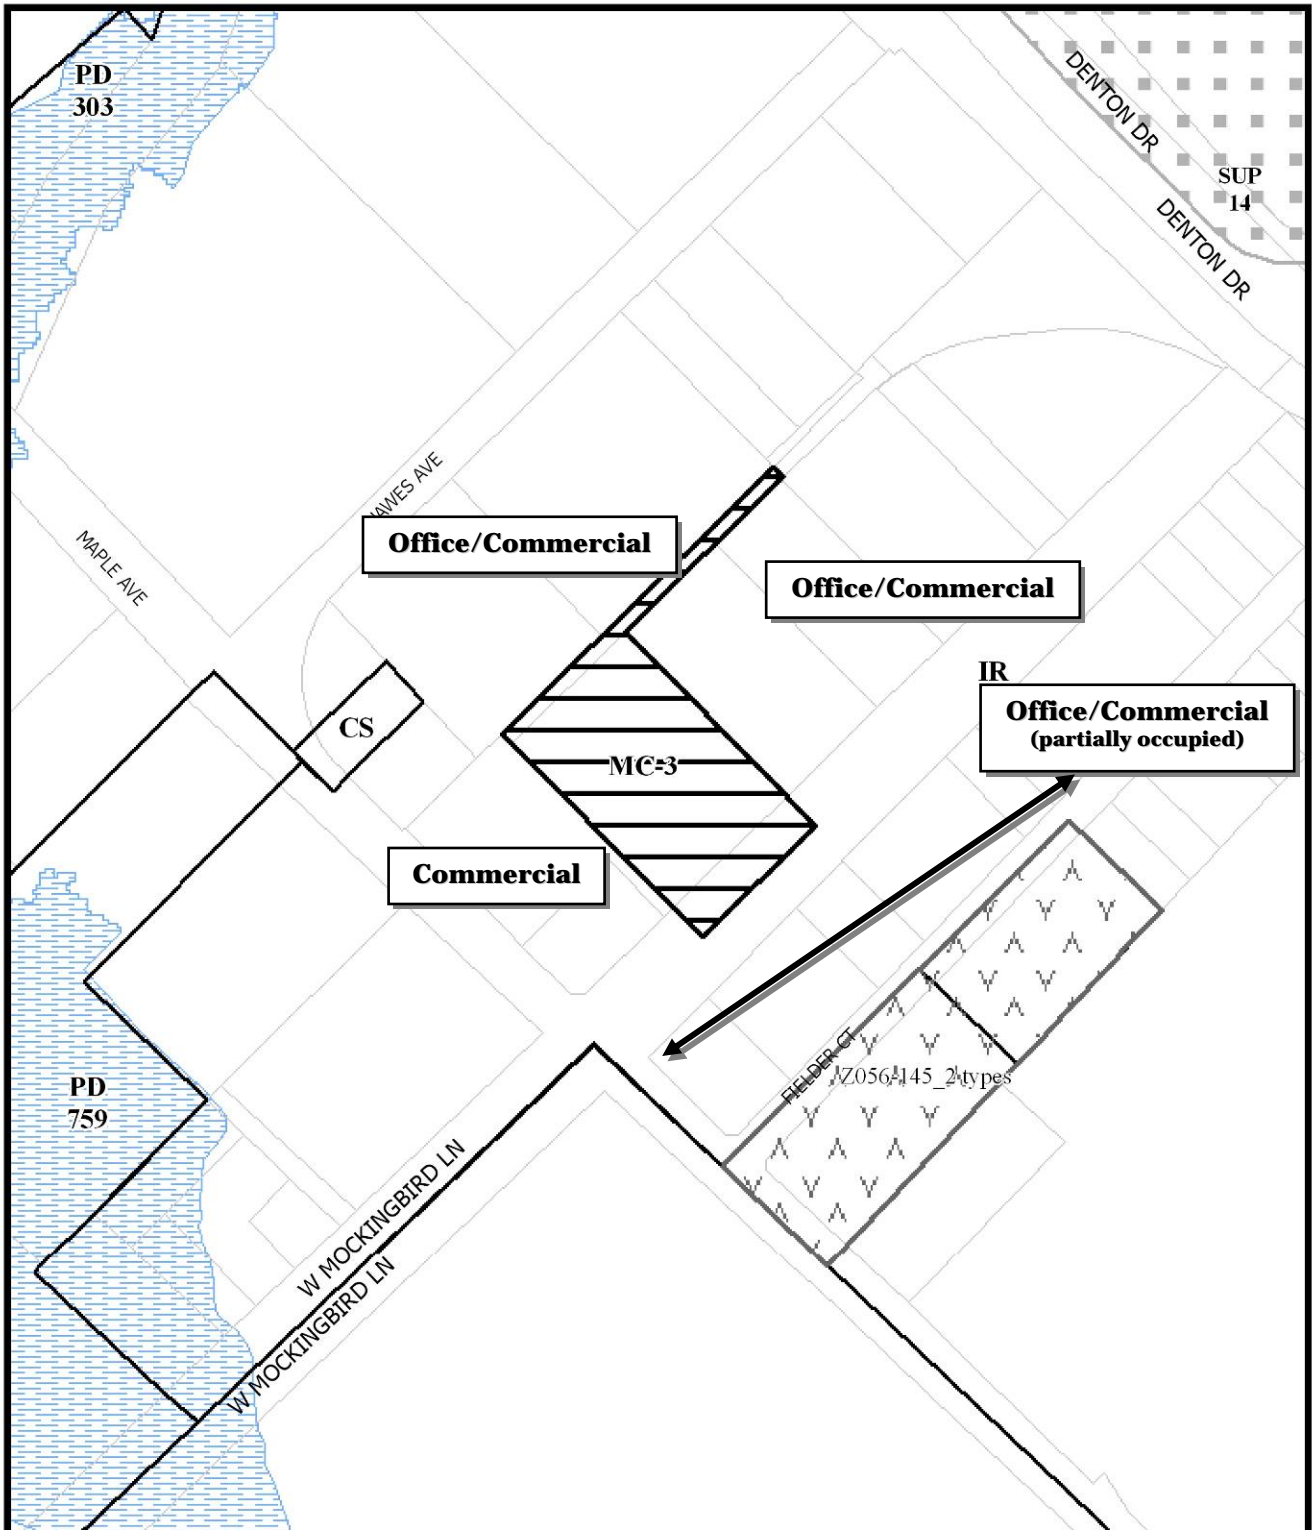 PD
303
DENTON DR
SUP
14
DENTON DR
HAWES AVE
MAPLE AVE
Office/Commercial
Office/Commercial
IR
Office/Commercial
(partially occupied)
CS
MC-3
Commercial
FIELDER CT
Z056-145_2 types
PD
759
W MOCKINGBIRD LN
W MOCKINGBIRD LN